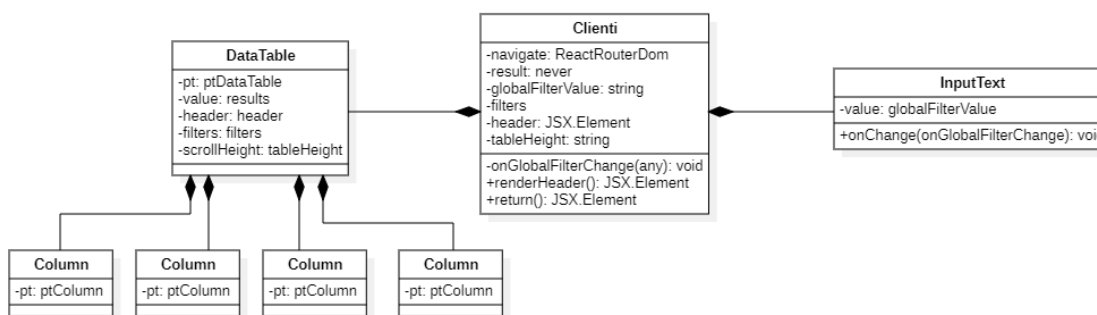 Clienti
-navigate: ReactRouterDom
-result: never
-globalFilterValue: string
-filters
-header: JSX.Element
-tableHeight: string
-onGlobalFilterChange(any): void
+renderHeader(): JSX.Element
+return(): JSX.Element
DataTable
-pt: ptDataTable
-value: results
-header: header
-filters: filters
-scrollHeight: tableHeight
InputText
-value: globalFilterValue
+onChange(onGlobalFilterChange): voi
Column
-pt: ptColumn
Column
-pt: ptColumn
Column
-pt: ptColumn
Column
-pt: ptColumn